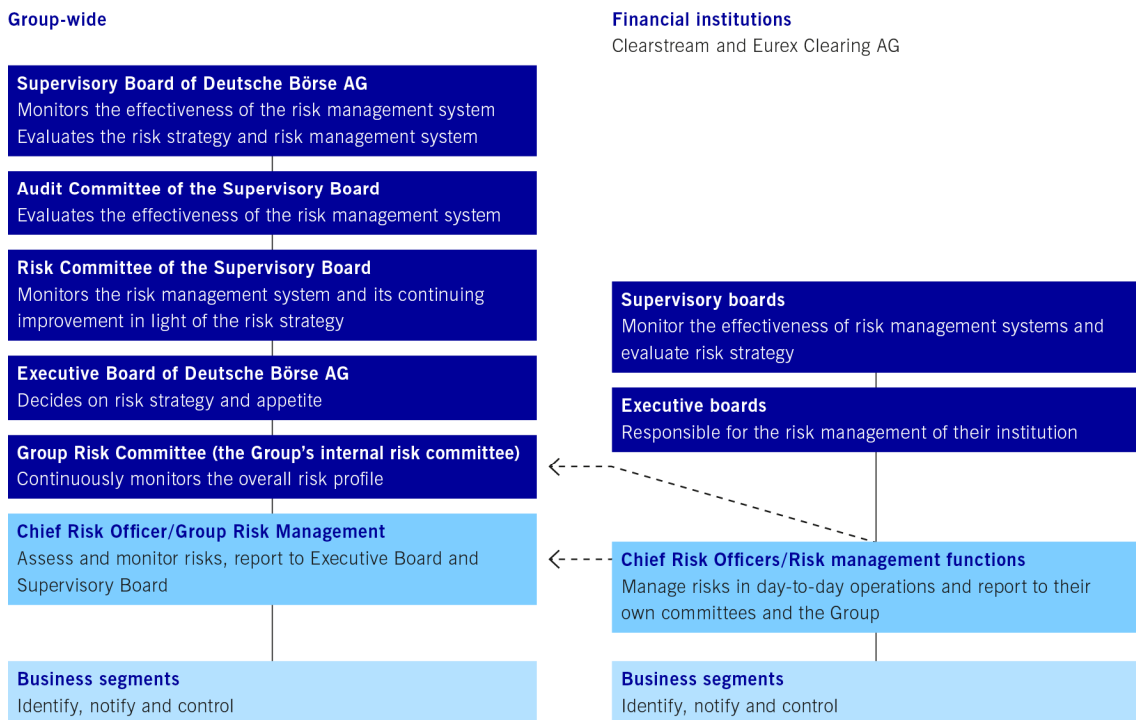 Group-wide
Supervisory Board of Deutsche Börse AG
Monitors the effectiveness of the risk management system
Evaluates the risk strategy and risk management system
Audit Committee of the Supervisory Board
Evaluates the effectiveness of the risk management system
Risk Committee of the Supervisory Board
Monitors the risk management system and its continuing
improvement in light of the risk strategy
Executive Board of Deutsche Börse AG
Decides on risk strategy and appetite
Group Risk Committee (the Group’s internal risk committee)
Continuously monitors the overall risk profile
Chief Risk Officer/Group Risk Management
Assess and monitor risks, report to Executive Board and
Supervisory Board
Business segments
Identify, notify and control
Financial institutions
Clearstream and Eurex Clearing AG
Supervisory boards
Monitor the effectiveness of risk management systems and
evaluate risk strategy
Executive boards
Responsible for the risk management of their institution
Chief Risk Officers/Risk management functions
Manage risks in day-to-day operations and report to their
own committees and the Group
Business segments
Identify, notify and control